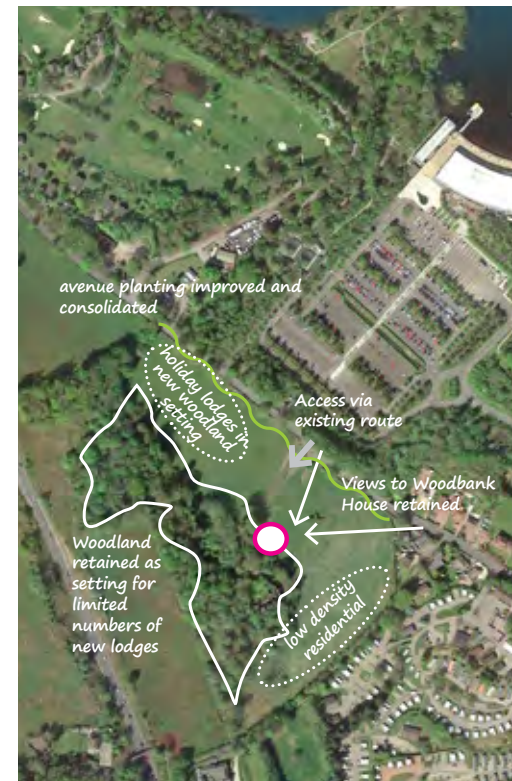 avenue planting improved and
consolidated
holiday lodges in
new Woodland
setting
Access via
existing route
Views to Woodbank
House retained
Woodland
retained as
setting for
limited
numbers of
new lodges
low density
residential